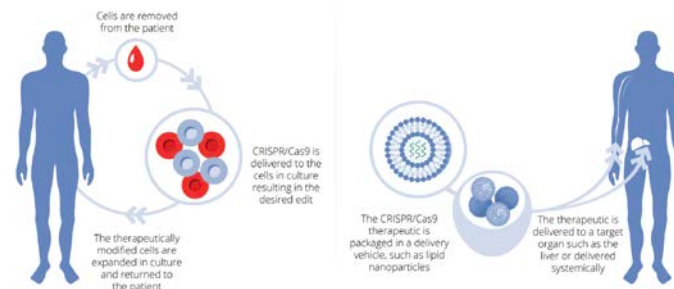 Cells are removed
from the patient
CRISPR/Cas9 is
delivered to the
cells in culture
resulting in the
desired edit
The therapeutically
modified cells are
expanded in culture
and returned to
the patient
The CRISPR/Cas9
therapeutic is
packaged in a delivery
vehicle, such as lipid
nanoparticles
The therapeutic is
delivered to a target
organ such as the
liver or delivered
systemically